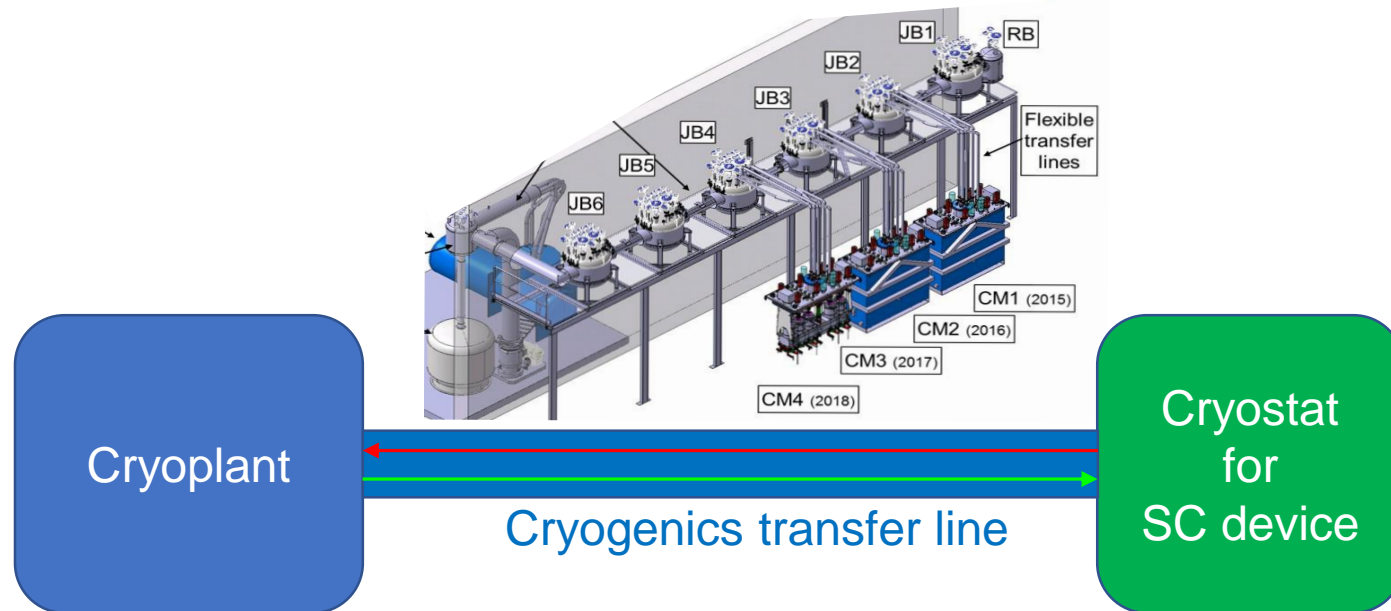 JB1
RB
JB2
JB3
Flexible
transfer
lines
JB4
JB5
JB6
CM1 (2015)
CM2 (2016)
CM3 (2017)
CM4 (2018)
Cryoplant
Cryogenics transfer line
Cryostat
for
SC device